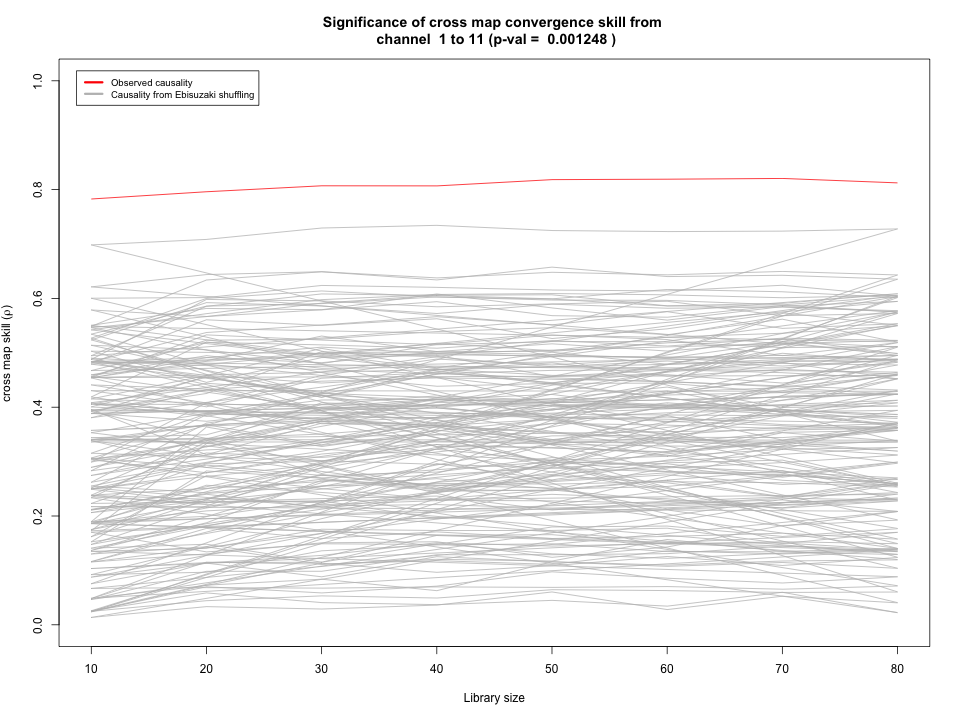 Significance of cross map convergence skill from
channel  1 to 11 (p-val =  0.001248 )
Observed causality
Causality from Ebisuzaki shuffling
1.0
0.8
0.6
0.4
0.2
0.0
cross map skill (ρ)
10 20 30 40 50 60 70 80
Library size